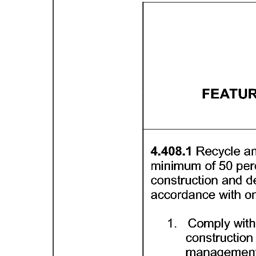 FEATUR
4.408.1 Recycle an
minimum of 50 per
construction and de
accordance with or
1. Comply with
construction
management